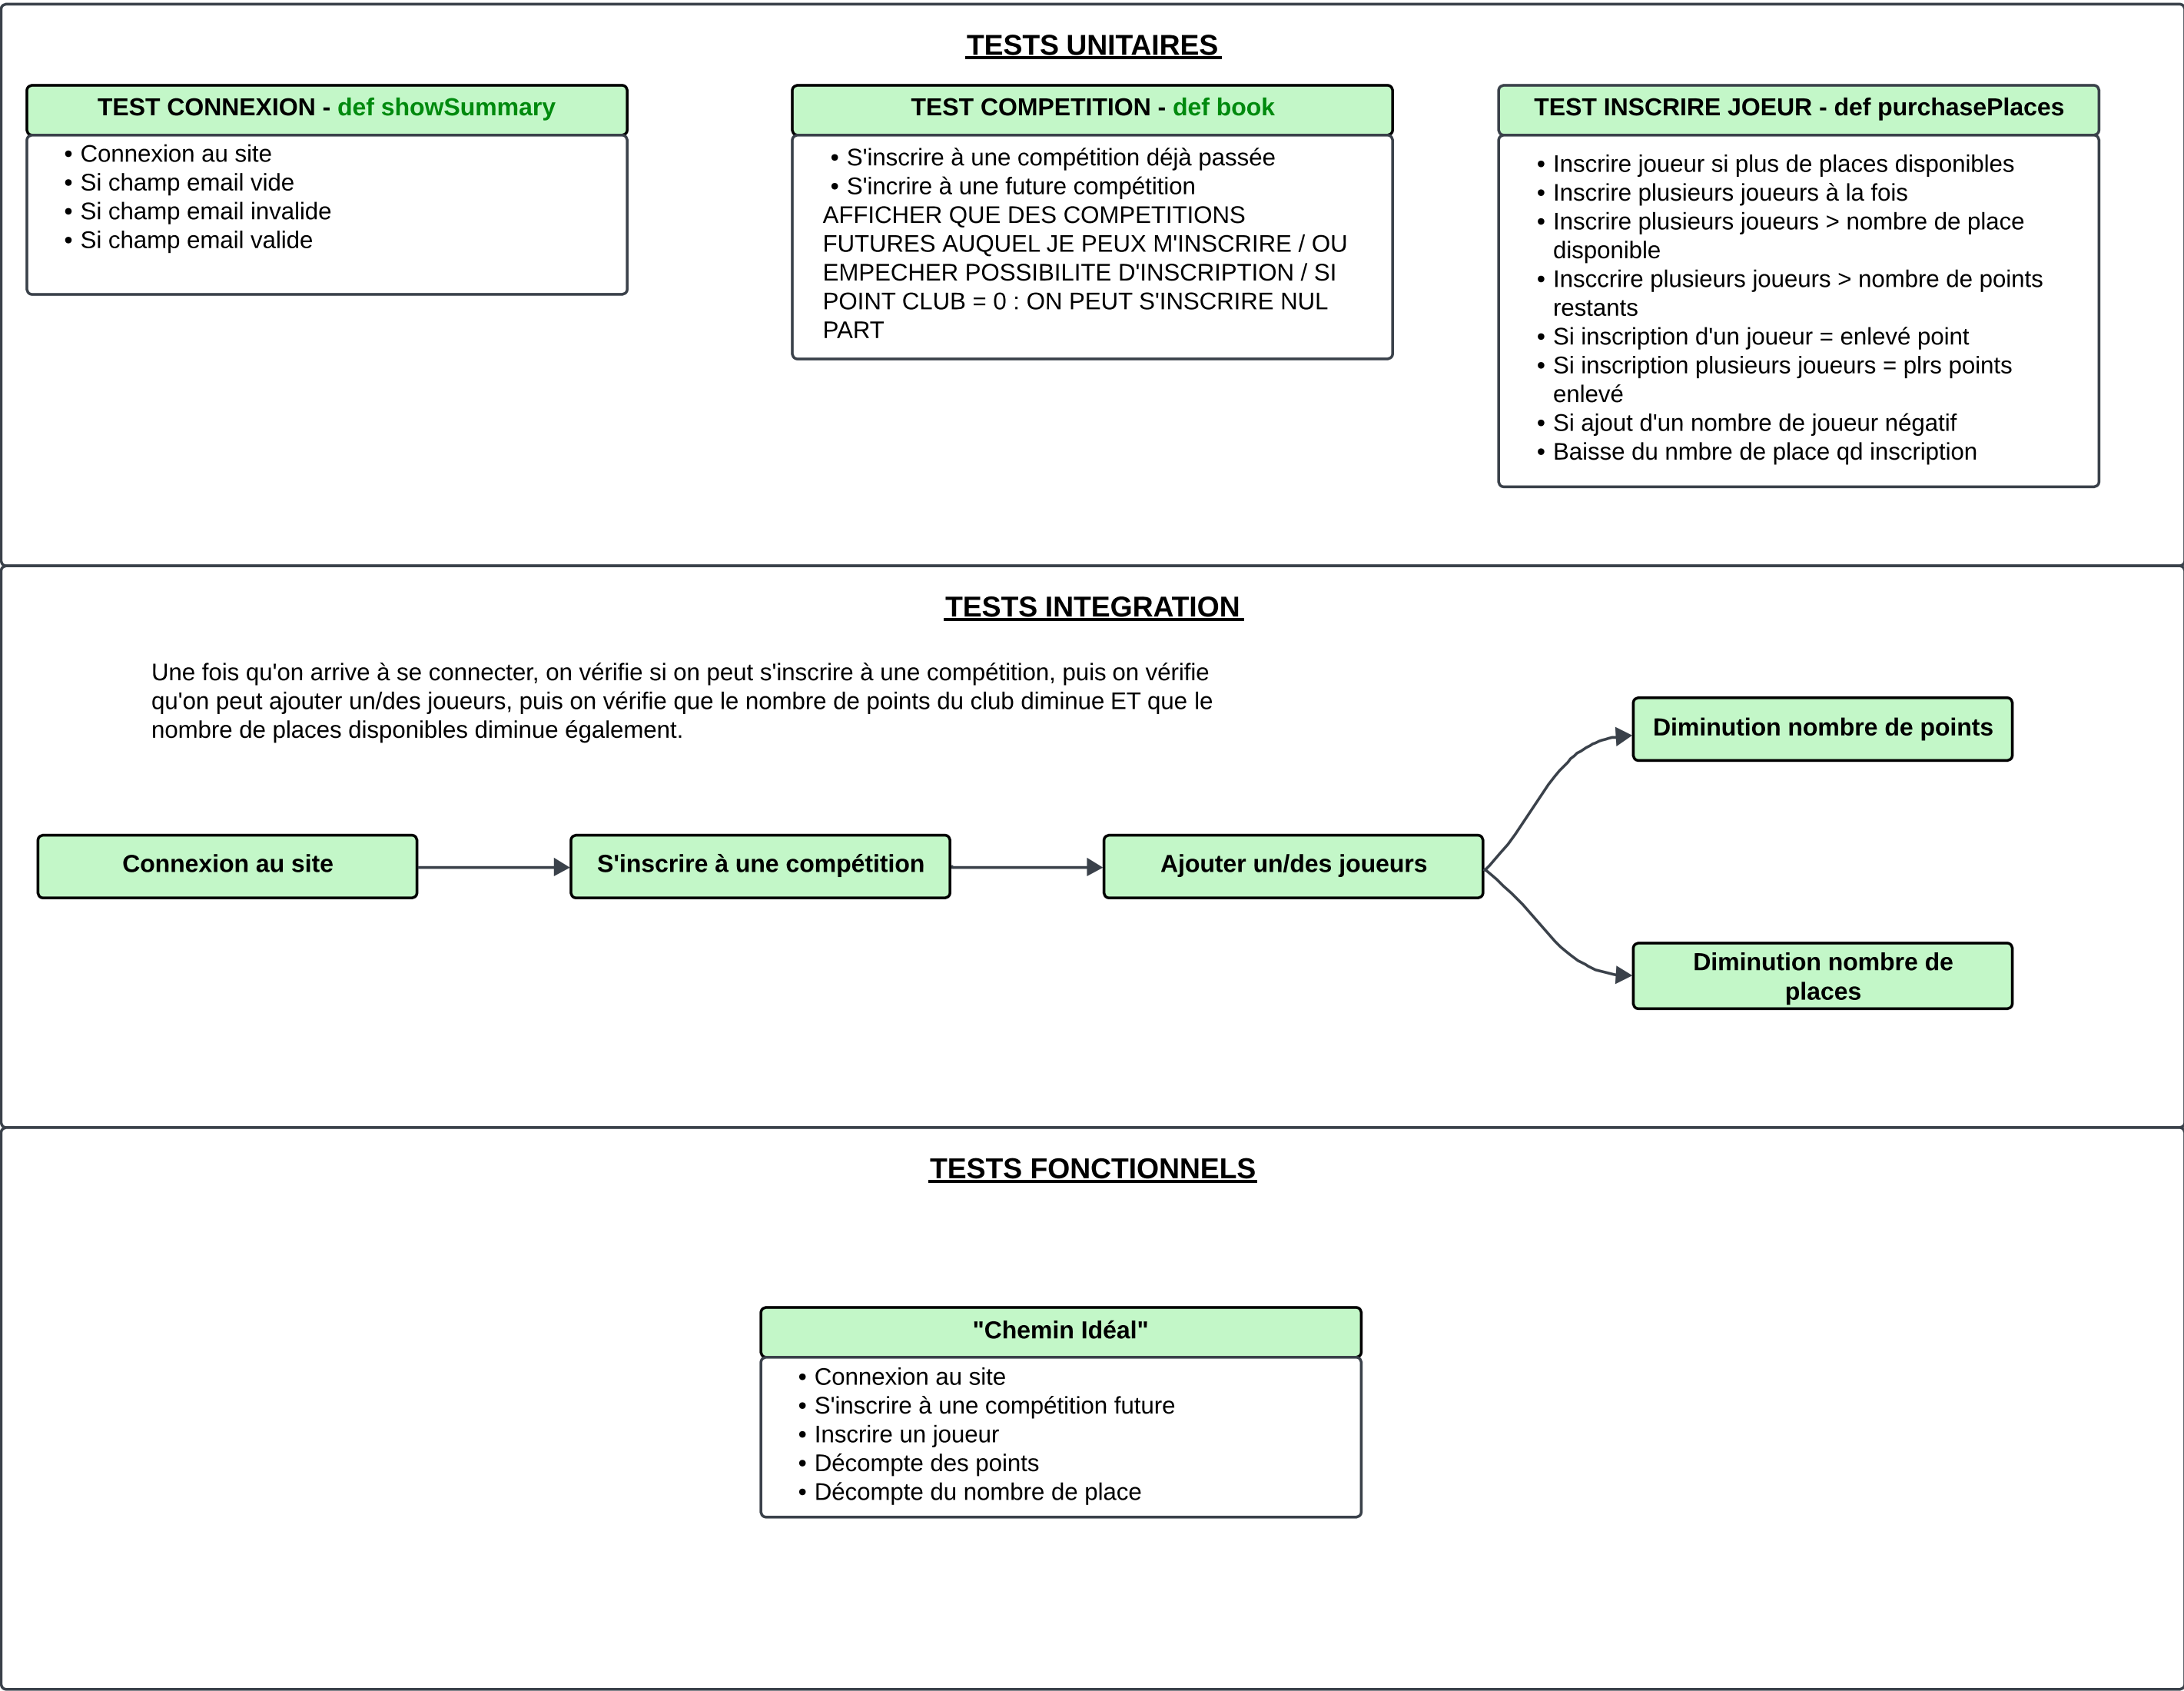 TESTS UNITAIRES
TEST CONNEXION - def showSummary
• Connexion au site
• Si champ email vide
• Si champ email invalide
• Si champ email valide
TEST COMPETITION - def book
• S'inscrire à une compétition déjà passée
• S'incrire à une future compétition
AFFICHER QUE DES COMPETITIONS
FUTURES AUQUEL JE PEUX M'INSCRIRE / OU
EMPECHER POSSIBILITE D'INSCRIPTION / SI
POINT CLUB = 0 : ON PEUT S'INSCRIRE NUL
PART
TEST INSCRIRE JOEUR - def purchasePlaces
• Inscrire joueur si plus de places disponibles
• Inscrire plusieurs joueurs à la fois
• Inscrire plusieurs joueurs > nombre de place
disponible
• Insccrire plusieurs joueurs > nombre de points
restants
• Si inscription d'un joueur = enlevé point
• Si inscription plusieurs joueurs = plrs points
enlevé
• Si ajout d'un nombre de joueur négatif
• Baisse du nmbre de place qd inscription
TESTS INTEGRATION
Une fois qu'on arrive à se connecter, on vérifie si on peut s'inscrire à une compétition, puis on vérifie
qu'on peut ajouter un/des joueurs, puis on vérifie que le nombre de points du club diminue ET que le
nombre de places disponibles diminue également.
Connexion au site
S'inscrire à une compétition
Ajouter un/des joueurs
Diminution nombre de points
Diminution nombre de
places
TESTS FONCTIONNELS
"Chemin Idéal"
• Connexion au site
• S'inscrire à une compétition future
• Inscrire un joueur
• Décompte des points
• Décompte du nombre de place